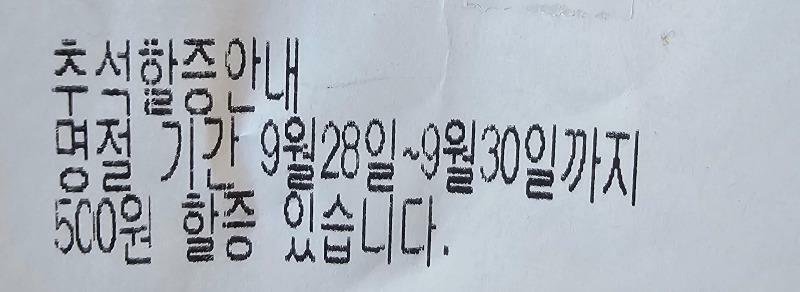 추석할증안내
명절 기간 9월28일~9월30일까지
500원 할증 있습니다.